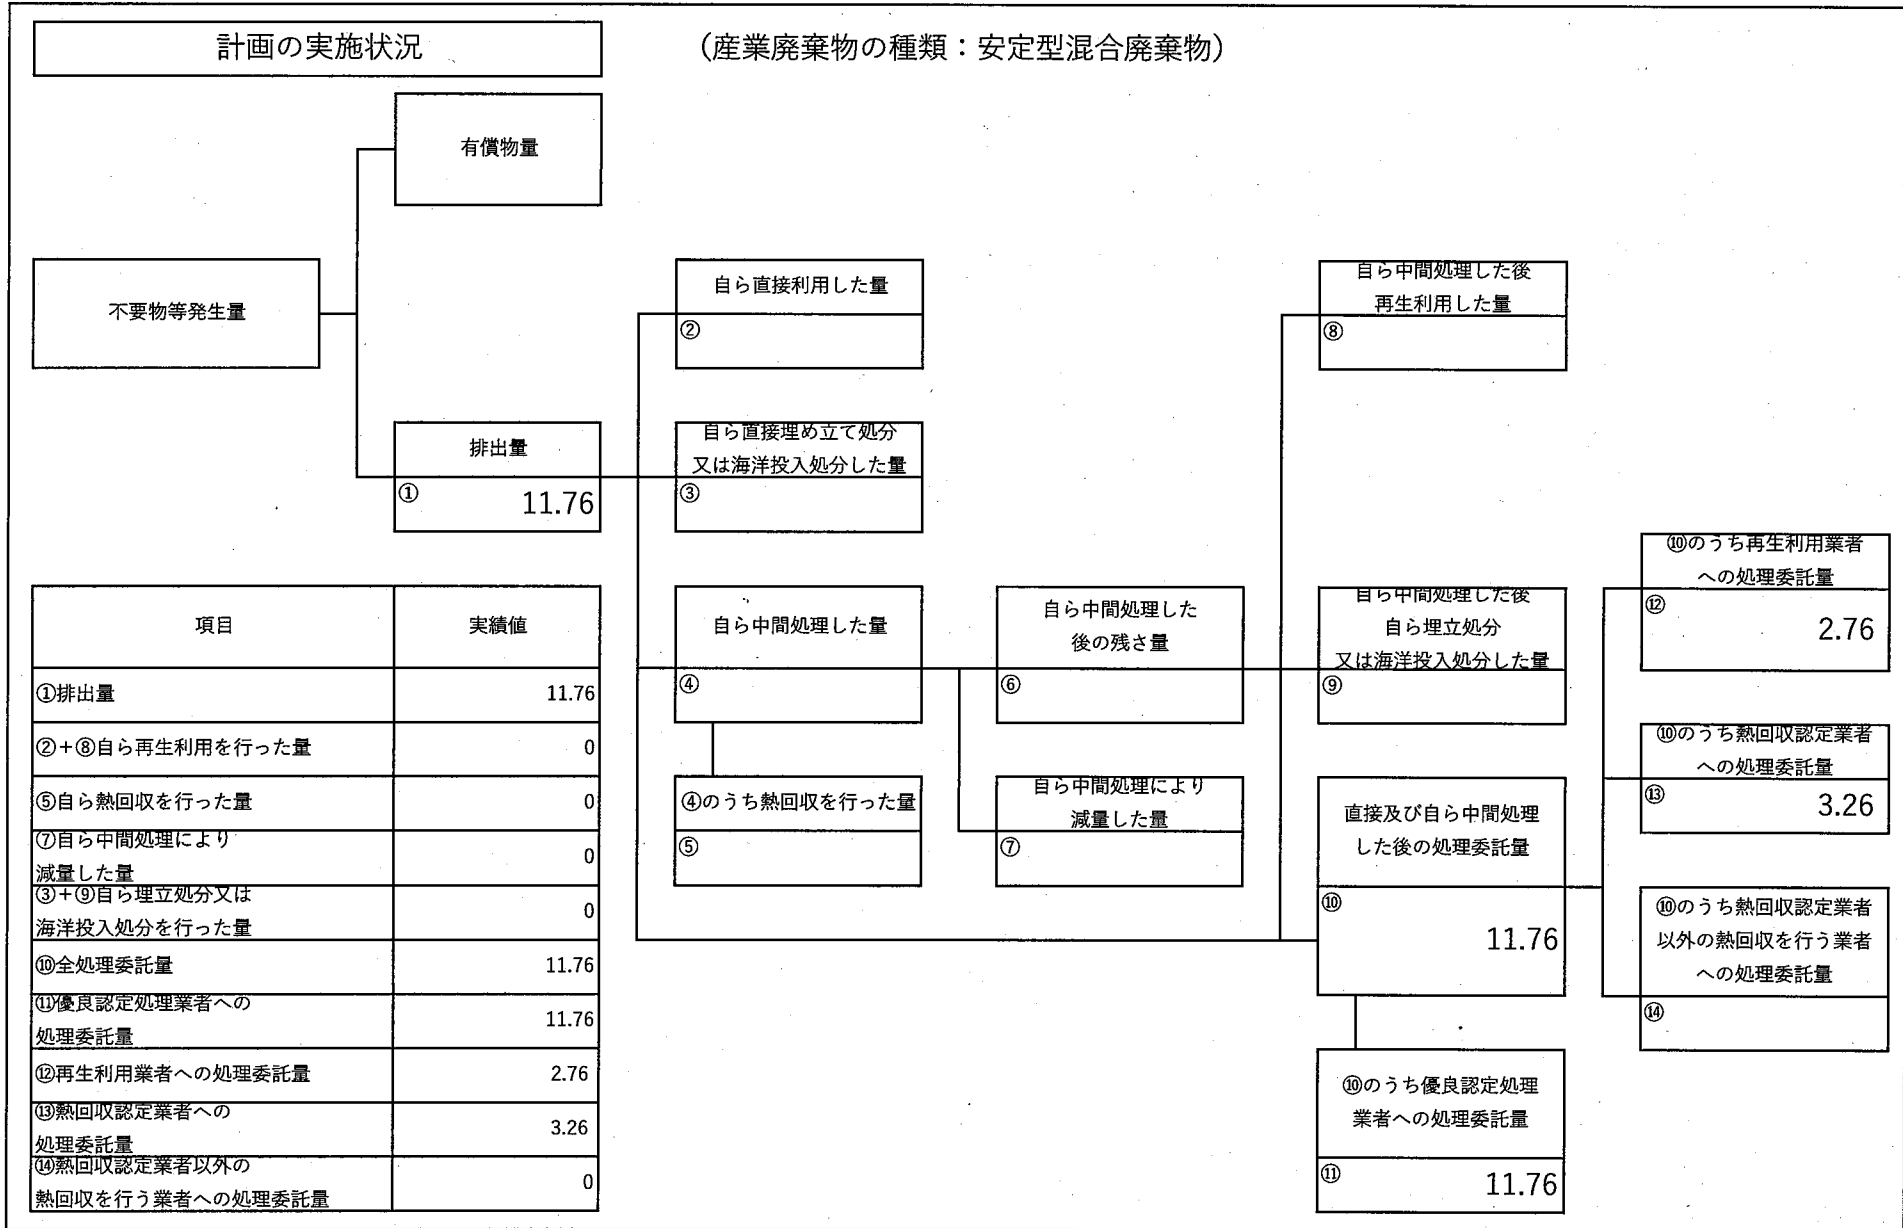 計画の実施状況
（産業廃棄物の種類：安定型混合廃棄物）
有償物量
不要物等発生量
排出量
①
11.76
自ら直接利用した量
②
自ら直接埋め立て処分
又は海洋投入処分した量
③
自ら中間処理した量
④
④のうち熱回収を行った量
⑤
自ら中間処理した
後の残さ量
⑥
自ら中間処理により
減量した量
⑦
自ら中間処理した後
再生利用した量
⑧
自ら中間処理した後
自ら埋立処分
又は海洋投入処分した量
⑨
直接及び自ら中間処理
した後の処理委託量
⑩
11.76
⑩のうち優良認定処理
業者への処理委託量
⑪
11.76
⑩のうち再生利用業者
への処理委託量
⑫
2.76
⑩のうち熱回収認定業者
への処理委託量
⑬
3.26
⑩のうち熱回収認定業者
以外の熱回収を行う業者
への処理委託量
⑭
項目 実績値
①排出量 11.76
②+⑧自ら再生利用を行った量 0
⑤自ら熱回収を行った量 0
⑦自ら中間処理により
減量した量 0
③+⑨自ら埋立処分又は
海洋投入処分を行った量 0
⑩全処理委託量 11.76
⑪優良認定処理業者への
処理委託量 11.76
⑫再生利用業者への処理委託量 2.76
⑬熱回収認定業者への
処理委託量 3.26
⑭熱回収認定業者以外の
熱回収を行う業者への処理委託量 0